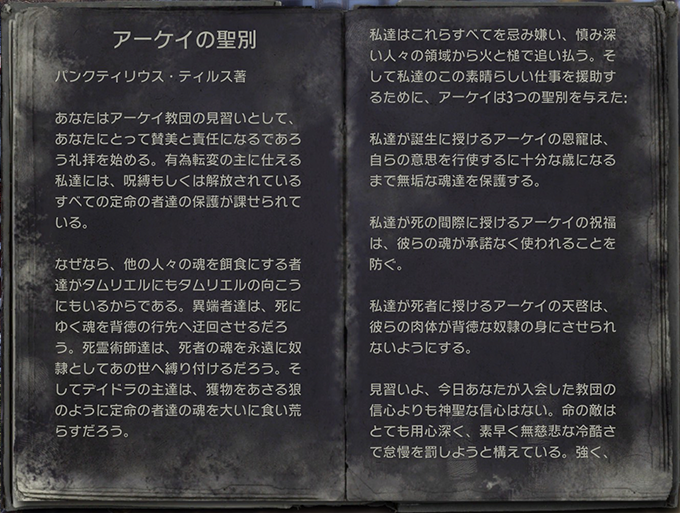 アーケイの聖別
パンクティリウス・ティルス著
あなたはアーケイ教団の見習いとして、
あなたにとって賛美と責任になるであろ
う礼拝を始める。有為転変の主に仕える
私達には、呪縛もしくは解放されている
すべての定命の者達の保護が課せられて
いる。
なぜなら、他の人々の魂を餌食にする者
達がタムリエルにもタムリエルの向こう
にもいるからである。異端者達は、死に
ゆく魂を背徳の行先へ迂回させるだろ
う。死霊術師達は、死者の魂を永遠に奴
隷としてあの世へ縛り付けるだろう。そ
してデイドラの主達は、獲物をあさる狼
のように定命の者達の魂を大いに食い荒
らすだろう。
私達はこれらすべてを忌み嫌い、慎み深
い人々の領域から火と槌で追い払う。そ
して私達のこの素晴らしい仕事を援助す
るために、アーケイは3つの聖別を与えた:
私達が誕生に授けるアーケイの恩寵は、
自らの意思を行使するに十分な歳になる
まで無垢な魂達を保護する。
私達が死の間際に授けるアーケイの祝福
は、彼らの魂が承諾なく使われることを
防ぐ。
私達が死者に授けるアーケイの天啓は、
彼らの肉体が背徳な奴隷の身にさせられ
ないようにする。
見習いよ、今日あなたが入会した教団の
信心よりも神聖な信心はない。命の敵は
とても用心深く、素早く無慈悲な冷酷さ
で怠慢を罰しようと構えている。強く、